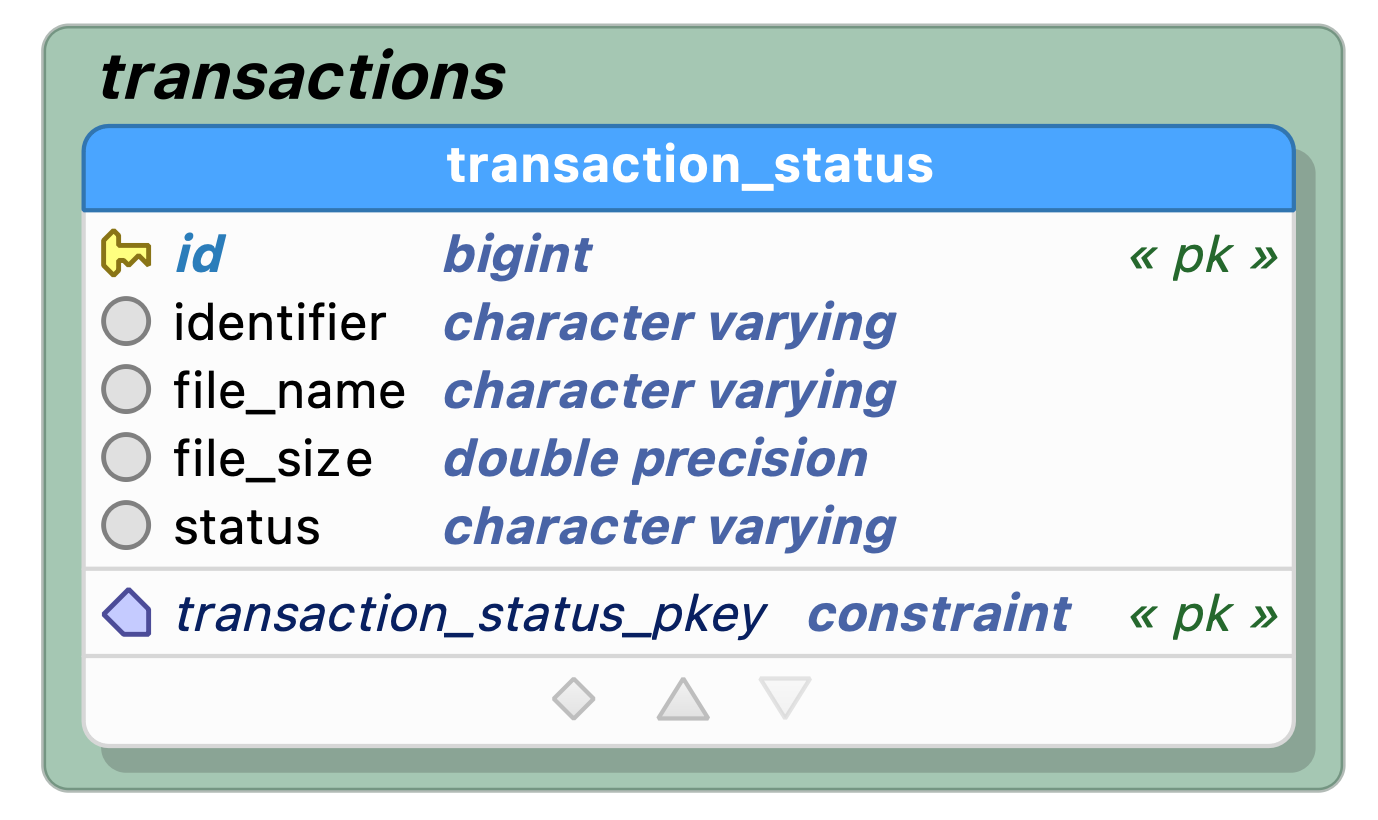 transactions
transaction_status
id bigint « pk »
identifier character varying
file_name character varying
file_size double precision
status character varying
transaction_status_pkey constraint « pk »